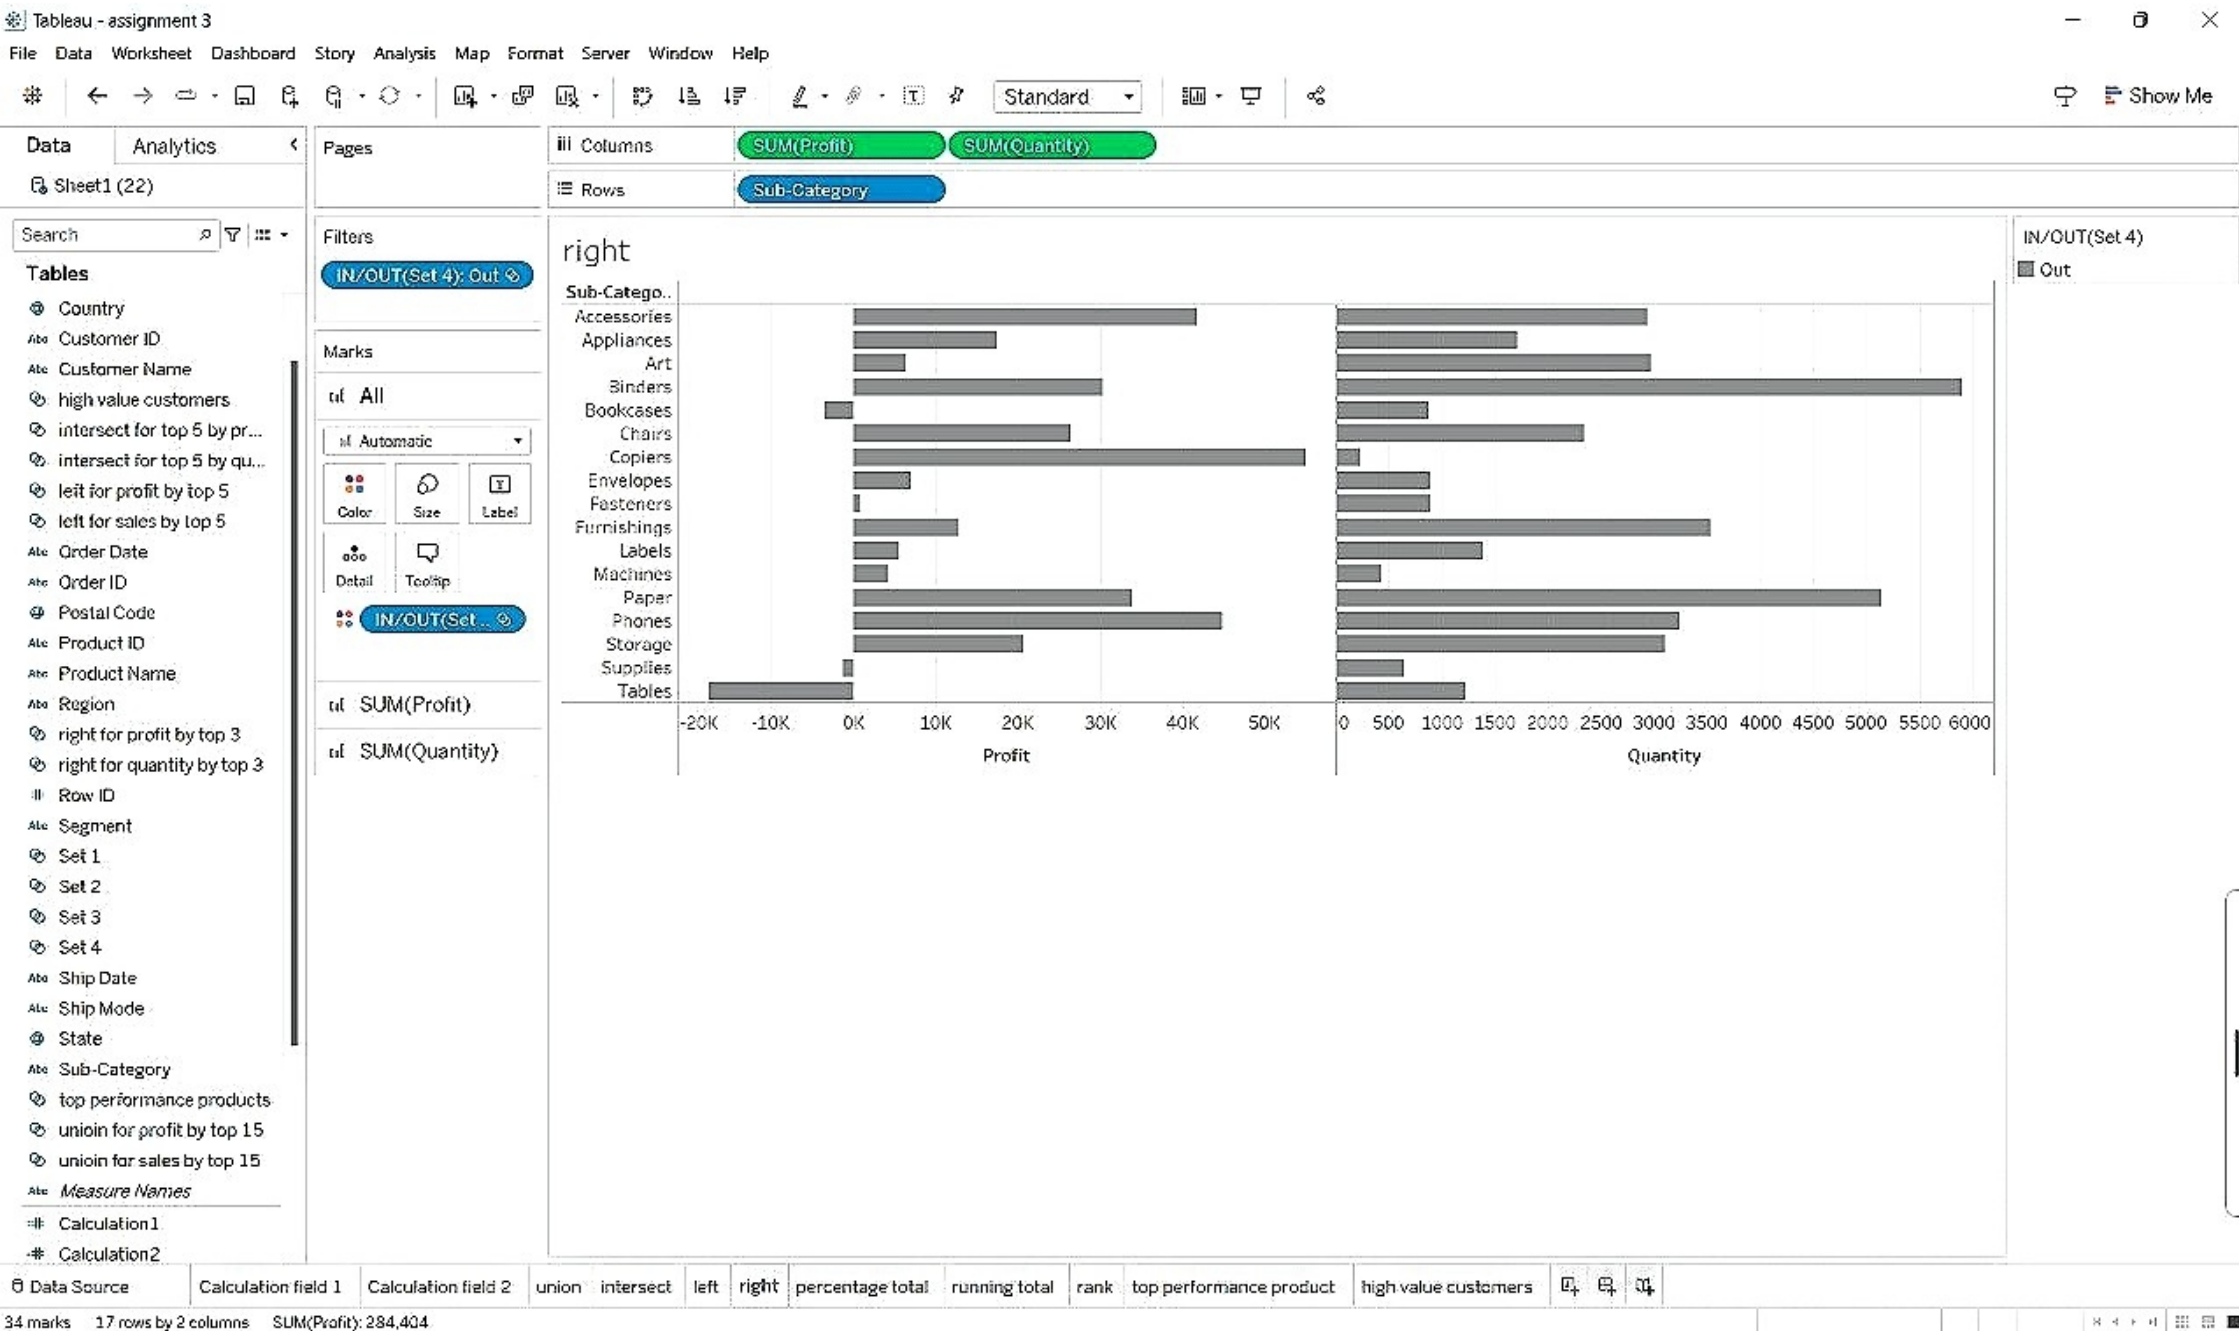 Tableau - assignment 3
File Data Worksheet Dashboard Story Analysis Map Format Server Window Help
Standard
Show Me
Data Analytics
Sheet1 (22)
Search
Tables
Country
Customer ID
Customer Name
high value customers
intersect for top 5 by pr...
intersect for top 5 by qu...
left for profit by top 5
left for sales by top 5
Order Date
Order ID
Postal Code
Product ID
Product Name
Region
right for profit by top 3
right for quantity by top 3
Row ID
Segment
Set 1
Set 2
Set 3
Set 4
Ship Date
Ship Mode
State
Sub-Category
top performance products
unioin for profit by top 15
unioin for sales by top 15
Measure Names
Calculation1
Calculation2
Pages
Filters
IN/OUT(Set 4): Out
Marks
All
Automatic
Color Size Label
Detail Tooltip
IN/OUT(Set ..
SUM(Profit)
SUM(Quantity)
Columns SUM(Profit) SUM(Quantity)
Rows Sub-Category
right
Sub-Catego..
Accessories
Appliances
Art
Binders
Bookcases
Chairs
Copiers
Envelopes
Fasteners
Furnishings
Labels
Machines
Paper
Phones
Storage
Supplies
Tables
-20K -10K 0K 10K 20K 30K 40K 50K
Profit
0 500 1000 1500 2000 2500 3000 3500 4000 4500 5000 5500 6000
Quantity
IN/OUT(Set 4)
Out
Data Source Calculation field 1 Calculation field 2 union intersect left right percentage total running total rank top performance product high value customers
34 marks 17 rows by 2 columns SUM(Profit): 284,404